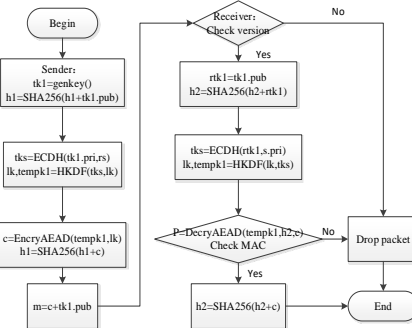 Begin
Sender:
tk1=genkey()
h1=SHA256(h1+tk1.pub)
tks=ECDH(tk1.pri,rs)
lk,tempk1=HKDF(tks,lk)
c=EncryAEAD(tempk1,lk)
h1=SHA256(h1+c)
m=c+tk1.pub
Receiver:
Check version
No
Yes
rtk1=tk1.pub
h2=SHA256(h2+rtk1)
tks=ECDH(rtk1,s.pri)
lk,tempk1=HKDF(lk,tks)
P=DecryAEAD(tempk1,h2,c)
Check MAC
No
Yes
h2=SHA256(h2+c)
Drop packet
End